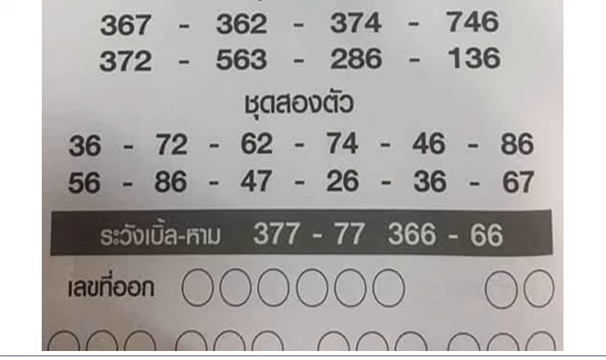 367 - 362 - 374 - 746
372 - 563 - 286 - 136
ชุดสองตัว
36 - 72 - 62 - 74 - 46 - 86
56 - 86 - 47 - 26 - 36 - 67
ระวังเบิ้ล-หาม 377 - 77 366 - 66
เลขที่ออก